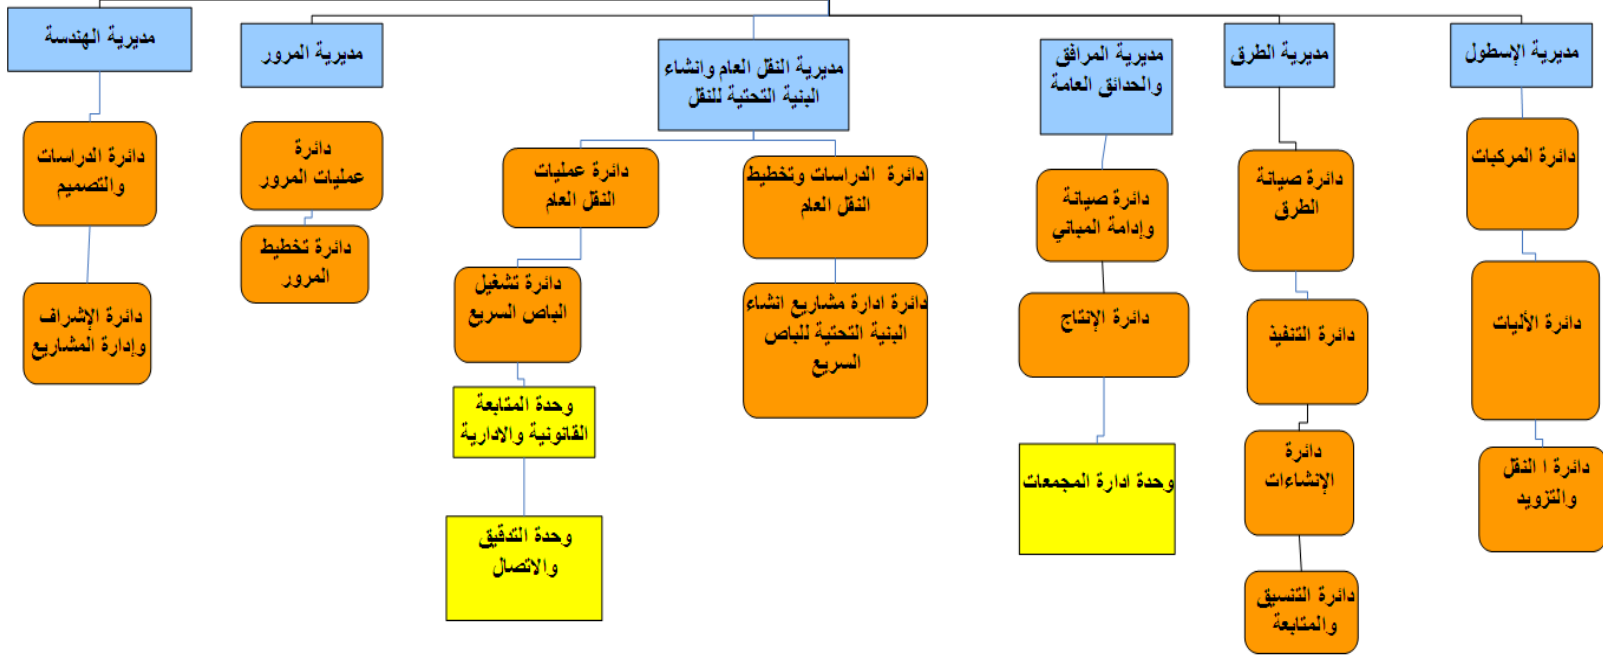 مديرية الإسطول
دائرة المركبات
دائرة الأليات
دائرة ا النقل
والتزويد
مديرية الطرق
دائرة صيانة
الطرق
دائرة التنفيذ
دائرة
الإنشاءات
دائرة التنسيق
والمتابعة
مديرية المرافق
والحدائق العامة
دائرة صيانة
وإدامة المباني
دائرة الإنتاج
وحدة ادارة المجمعات
مديرية النقل العام وانشاء
البنية التحتية للنقل
دائرة  الدراسات وتخطيط
النقل العام
دائرة ادارة مشاريع انشاء
البنية التحتية للباص
السريع
دائرة عمليات
النقل العام
دائرة تشغيل
الباص السريع
وحدة المتابعة
القانونية والادارية
وحدة التدقيق
والاتصال
مديرية المرور
دائرة
عمليات المرور
دائرة تخطيط
المرور
مديرية الهندسة
دائرة الدراسات
والتصميم
دائرة الإشراف
وإدارة المشاريع